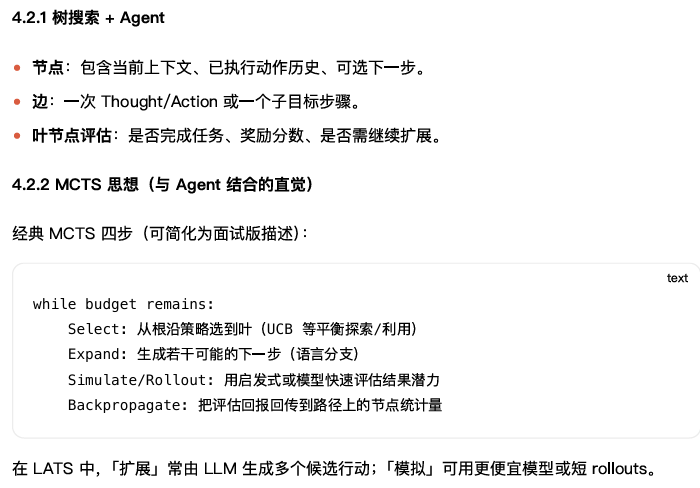 4.2.1 树搜索 + Agent
节点：包含当前上下文、已执行动作历史、可选下一步。
边：一次 Thought/Action 或一个子目标步骤。
叶节点评估：是否完成任务、奖励分数、是否需继续扩展。
4.2.2 MCTS 思想（与 Agent 结合的直觉）
经典 MCTS 四步（可简化为面试版描述）：
text
while budget remains:
    Select: 从根沿策略选到叶（UCB 等平衡探索/利用）
    Expand: 生成若干可能的下一步（语言分支）
    Simulate/Rollout: 用启发式或模型快速评估结果潜力
    Backpropagate: 把评估回报回传到路径上的节点统计量
在 LATS 中，「扩展」常由 LLM 生成多个候选行动；「模拟」可用更便宜模型或短 rollouts。